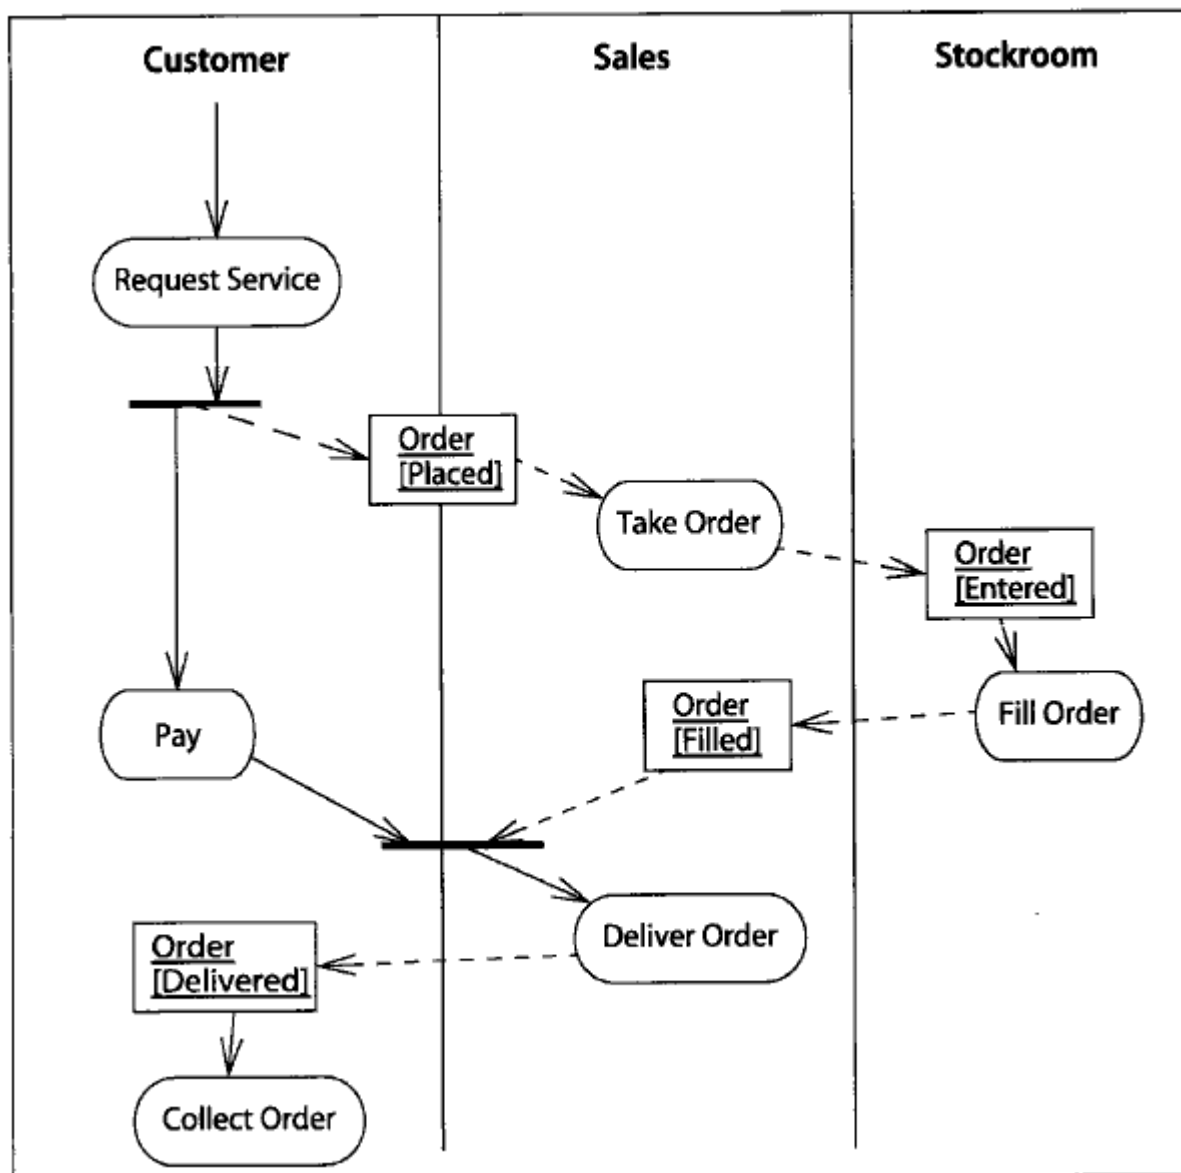 Customer
Sales
Stockroom
Request Service
Order
[Placed]
Take Order
Order
[Entered]
Order
[Filled]
Fill Order
Pay
Deliver Order
Order
[Delivered]
Collect Order